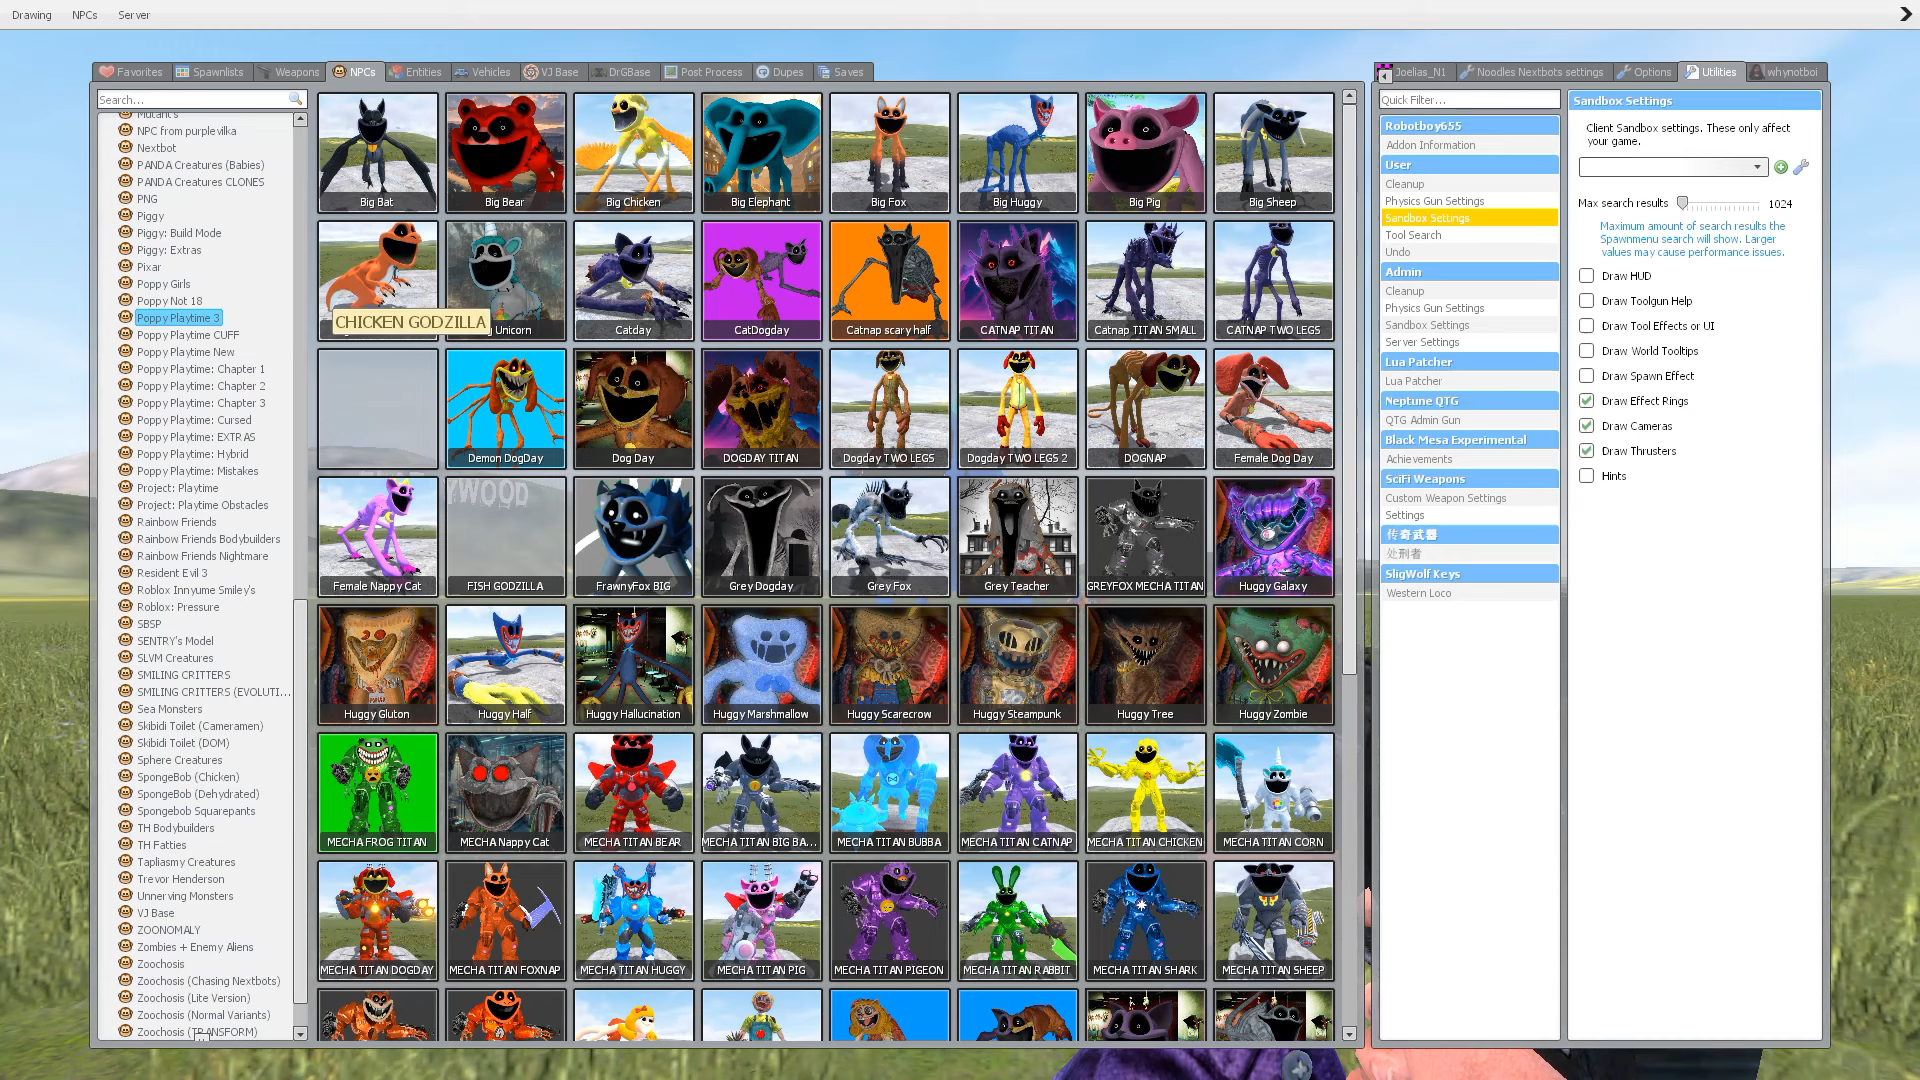 Drawing NPCs Server
Favorites Spawnlists Weapons NPCs Entities Vehicles VJ Base DrGBase Post Process Dupes Saves
Joelias_N1 Noodles Nextbots settings Options Utilities whynotboi
Search...
Mutant's
NPC from purplevilka
Nextbot
PANDA Creatures (Babies)
PANDA Creatures CLONES
PNG
Piggy
Piggy: Build Mode
Piggy: Extras
Pixar
Poppy Girls
Poppy Not 18
Poppy Playtime 3
Poppy Playtime CUFF
Poppy Playtime New
Poppy Playtime: Chapter 1
Poppy Playtime: Chapter 2
Poppy Playtime: Chapter 3
Poppy Playtime: Cursed
Poppy Playtime: EXTRAS
Poppy Playtime: Hybrid
Poppy Playtime: Mistakes
Project: Playtime
Project: Playtime Obstacles
Rainbow Friends
Rainbow Friends Bodybuilders
Rainbow Friends Nightmare
Resident Evil 3
Roblox Innyume Smiley's
Roblox: Pressure
SBSP
SENTRY's Model
SLVM Creatures
SMILING CRITTERS
SMILING CRITTERS (EVOLUTI...
Sea Monsters
Skibidi Toilet (Cameramen)
Skibidi Toilet (DOM)
Sphere Creatures
SpongeBob (Chicken)
SpongeBob (Dehydrated)
Spongebob Squarepants
TH Bodybuilders
TH Fatties
Tapliasmy Creatures
Trevor Henderson
Unnerving Monsters
VJ Base
ZOONOMALY
Zombies + Enemy Aliens
Zoochosis
Zoochosis (Chasing Nextbots)
Zoochosis (Lite Version)
Zoochosis (Normal Variants)
Zoochosis (TRANSFORM)
Big Bat Big Bear Big Chicken Big Elephant Big Fox Big Huggy Big Pig Big Sheep
CHICKEN GODZILLA
Unicorn Catday CatDogday Catnap scary half CATNAP TITAN Catnap TITAN SMALL CATNAP TWO LEGS
Demon DogDay Dog Day DOGDAY TITAN Dogday TWO LEGS Dogday TWO LEGS 2 DOGNAP Female Dog Day
YWOOD
Female Nappy Cat FISH GODZILLA FrawnyFox BIG Grey Dogday Grey Fox Grey Teacher GREYFOX MECHA TITAN Huggy Galaxy
Huggy Gluton Huggy Half Huggy Hallucination Huggy Marshmallow Huggy Scarecrow Huggy Steampunk Huggy Tree Huggy Zombie
MECHA FROG TITAN MECHA Nappy Cat MECHA TITAN BEAR MECHA TITAN BIG BA... MECHA TITAN BUBBA MECHA TITAN CATNAP MECHA TITAN CHICKEN MECHA TITAN CORN
MECHA TITAN DOGDAY MECHA TITAN FOXNAP MECHA TITAN HUGGY MECHA TITAN PIG MECHA TITAN PIGEON MECHA TITAN RABBIT MECHA TITAN SHARK MECHA TITAN SHEEP
Quick Filter...
Robotboy655
Addon Information
User
Cleanup
Physics Gun Settings
Sandbox Settings
Tool Search
Undo
Admin
Cleanup
Physics Gun Settings
Sandbox Settings
Server Settings
Lua Patcher
Lua Patcher
Neptune QTG
QTG Admin Gun
Black Mesa Experimental
Achievements
SciFi Weapons
Custom Weapon Settings
Settings
传奇武器
处刑者
SligWolf Keys
Western Loco
Sandbox Settings
Client Sandbox settings. These only affect
your game.
Max search results 1024
Maximum amount of search results the
Spawnmenu search will show. Larger
values may cause performance issues.
Draw HUD
Draw Toolgun Help
Draw Tool Effects or UI
Draw World Tooltips
Draw Spawn Effect
Draw Effect Rings
Draw Cameras
Draw Thrusters
Hints